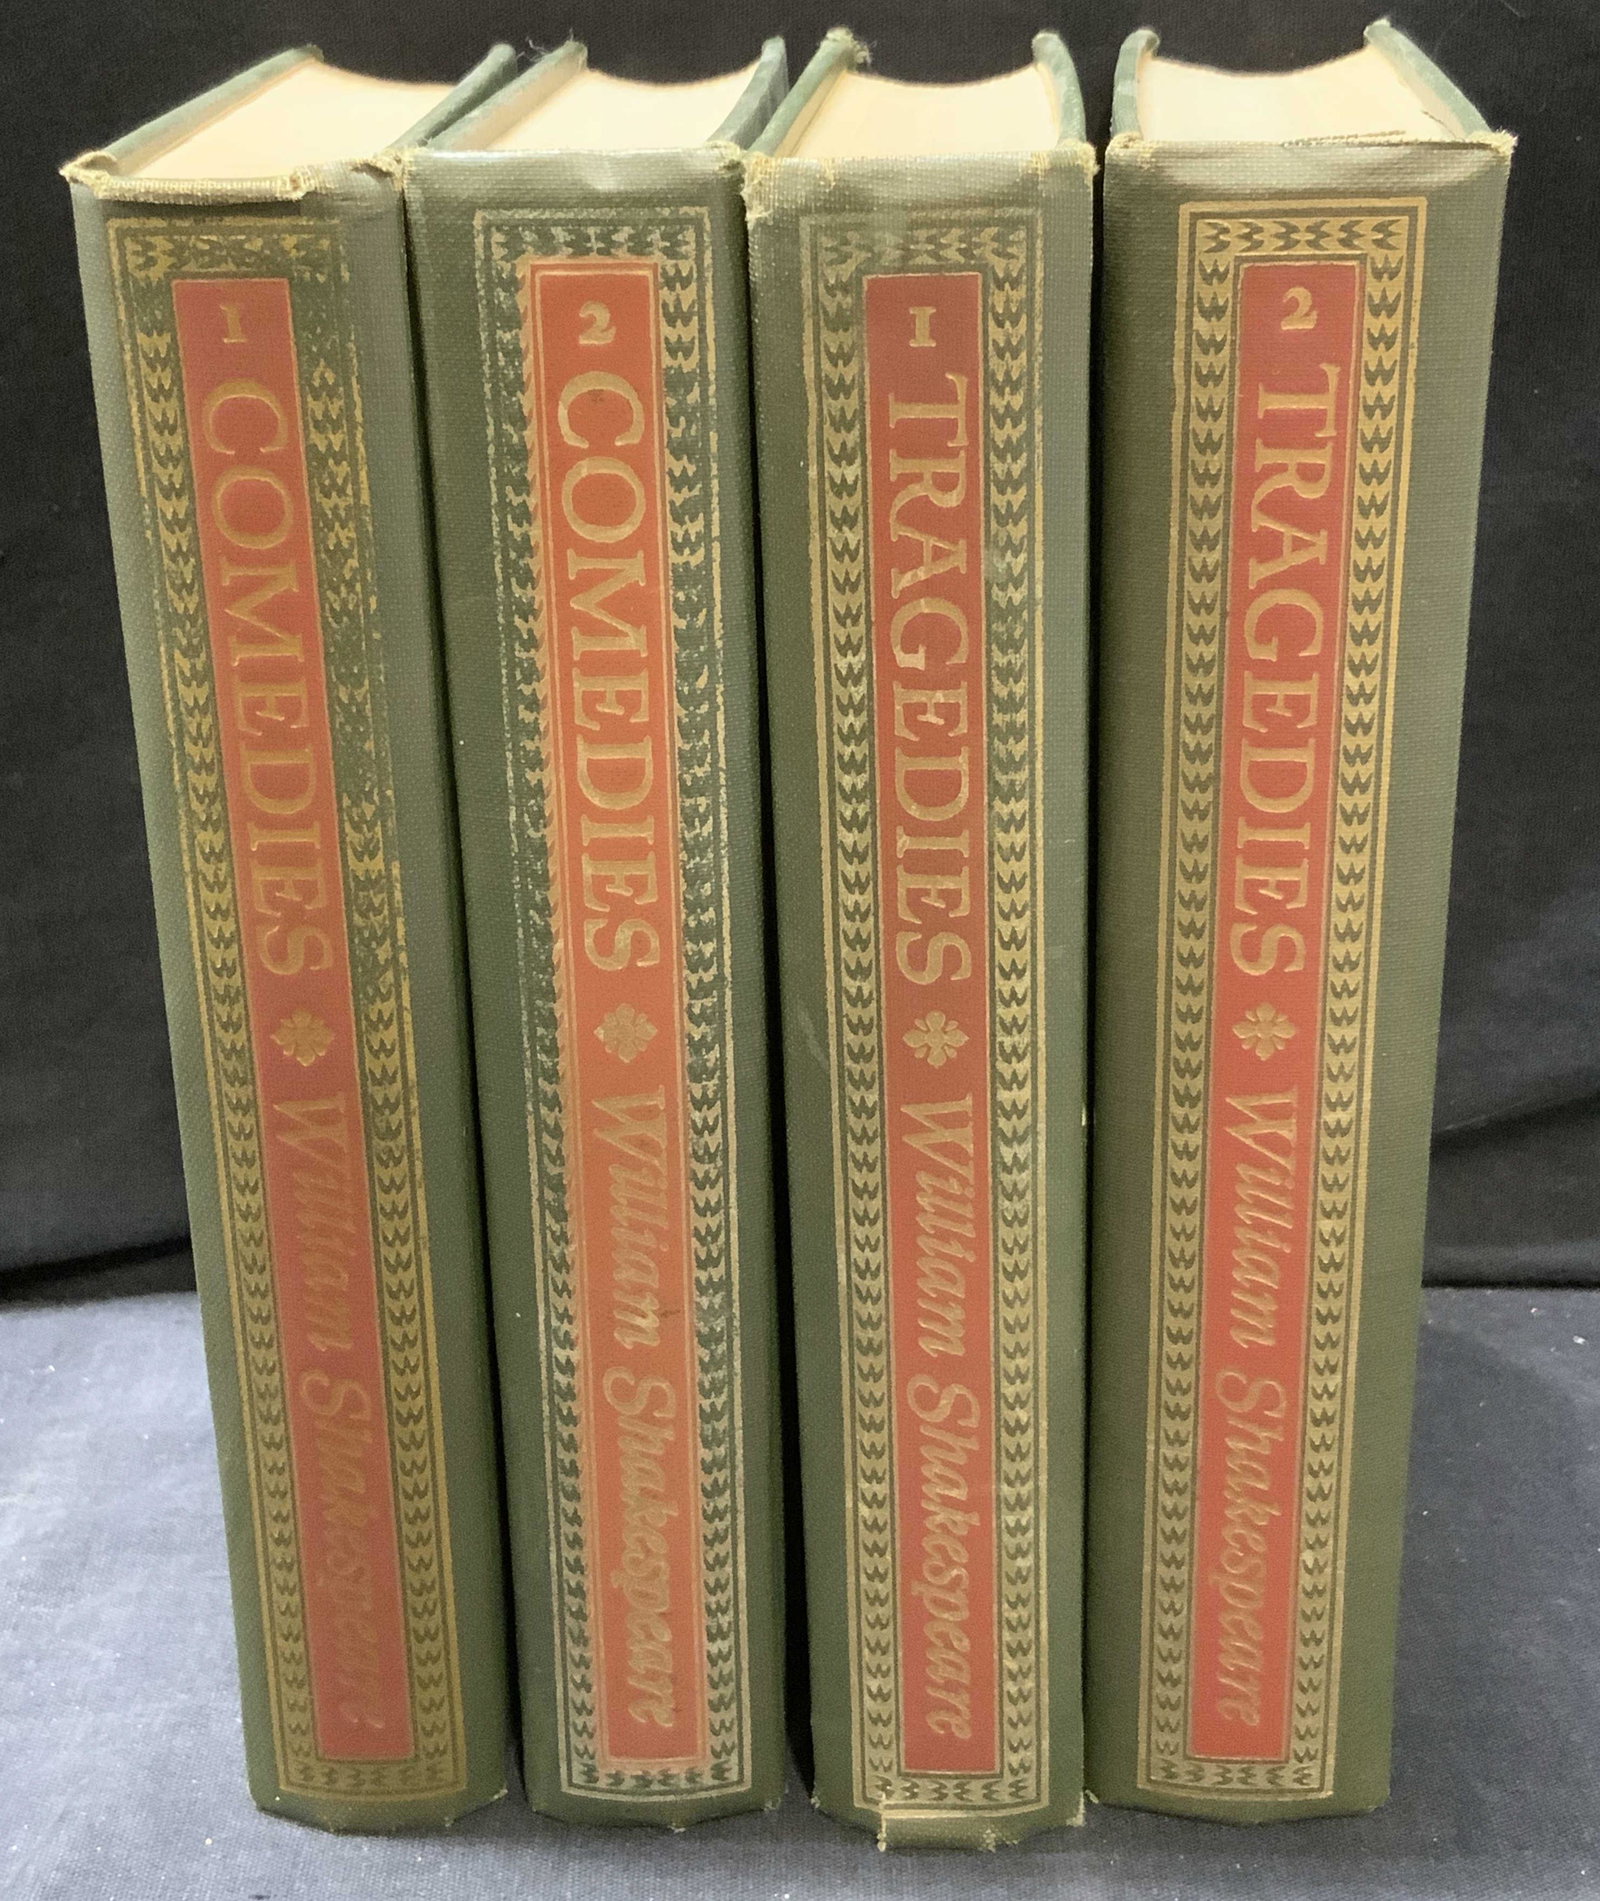 1 COMEDIES William Shakespeare
2 COMEDIES William Shakespeare
1 TRAGEDIES William Shakespeare
2 TRAGEDIES William Shakespeare